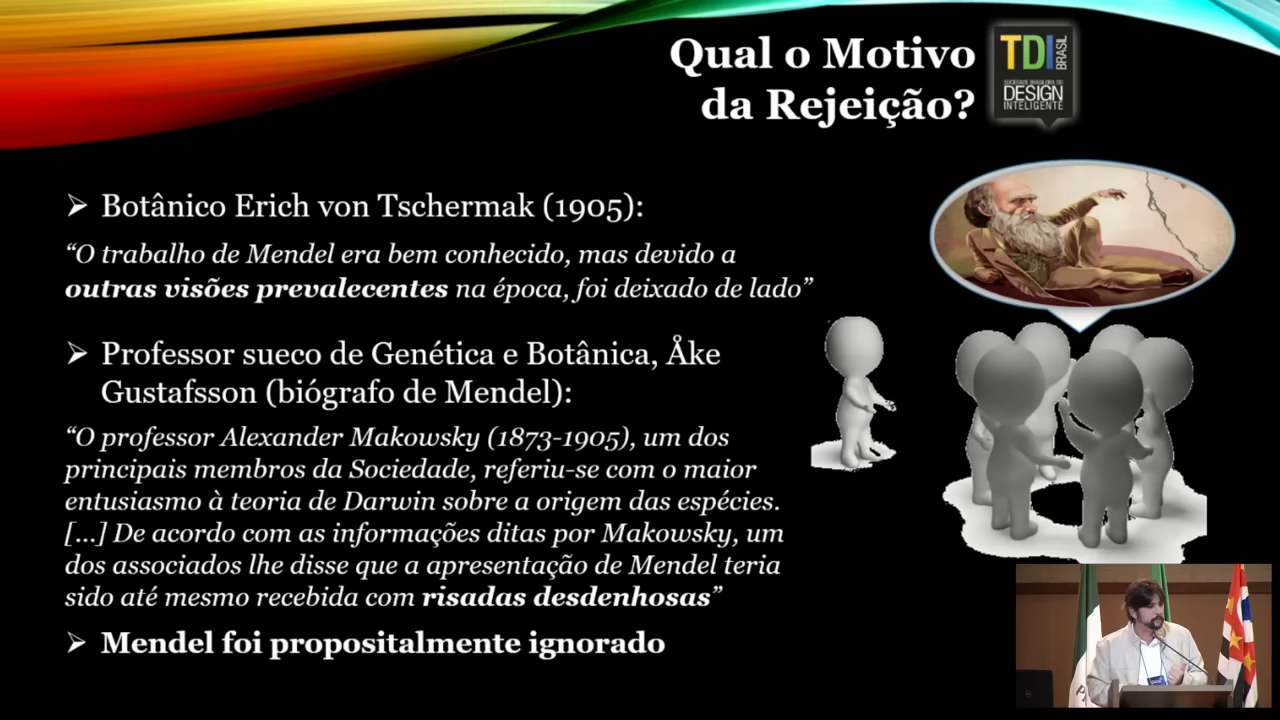 Qual o Motivo
da Rejeição?
TDI
BRASIL
SOCIEDADE BRASILEIRA DO
DESIGN
INTELIGENTE
➢ Botânico Erich von Tschermak (1905):
“O trabalho de Mendel era bem conhecido, mas devido a
outras visões prevalecentes na época, foi deixado de lado”
➢ Professor sueco de Genética e Botânica, Åke
Gustafsson (biógrafo de Mendel):
“O professor Alexander Makowsky (1873-1905), um dos
principais membros da Sociedade, referiu-se com o maior
entusiasmo à teoria de Darwin sobre a origem das espécies.
[...] De acordo com as informações ditas por Makowsky, um
dos associados lhe disse que a apresentação de Mendel teria
sido até mesmo recebida com risadas desdenhosas”
➢ Mendel foi propositalmente ignorado